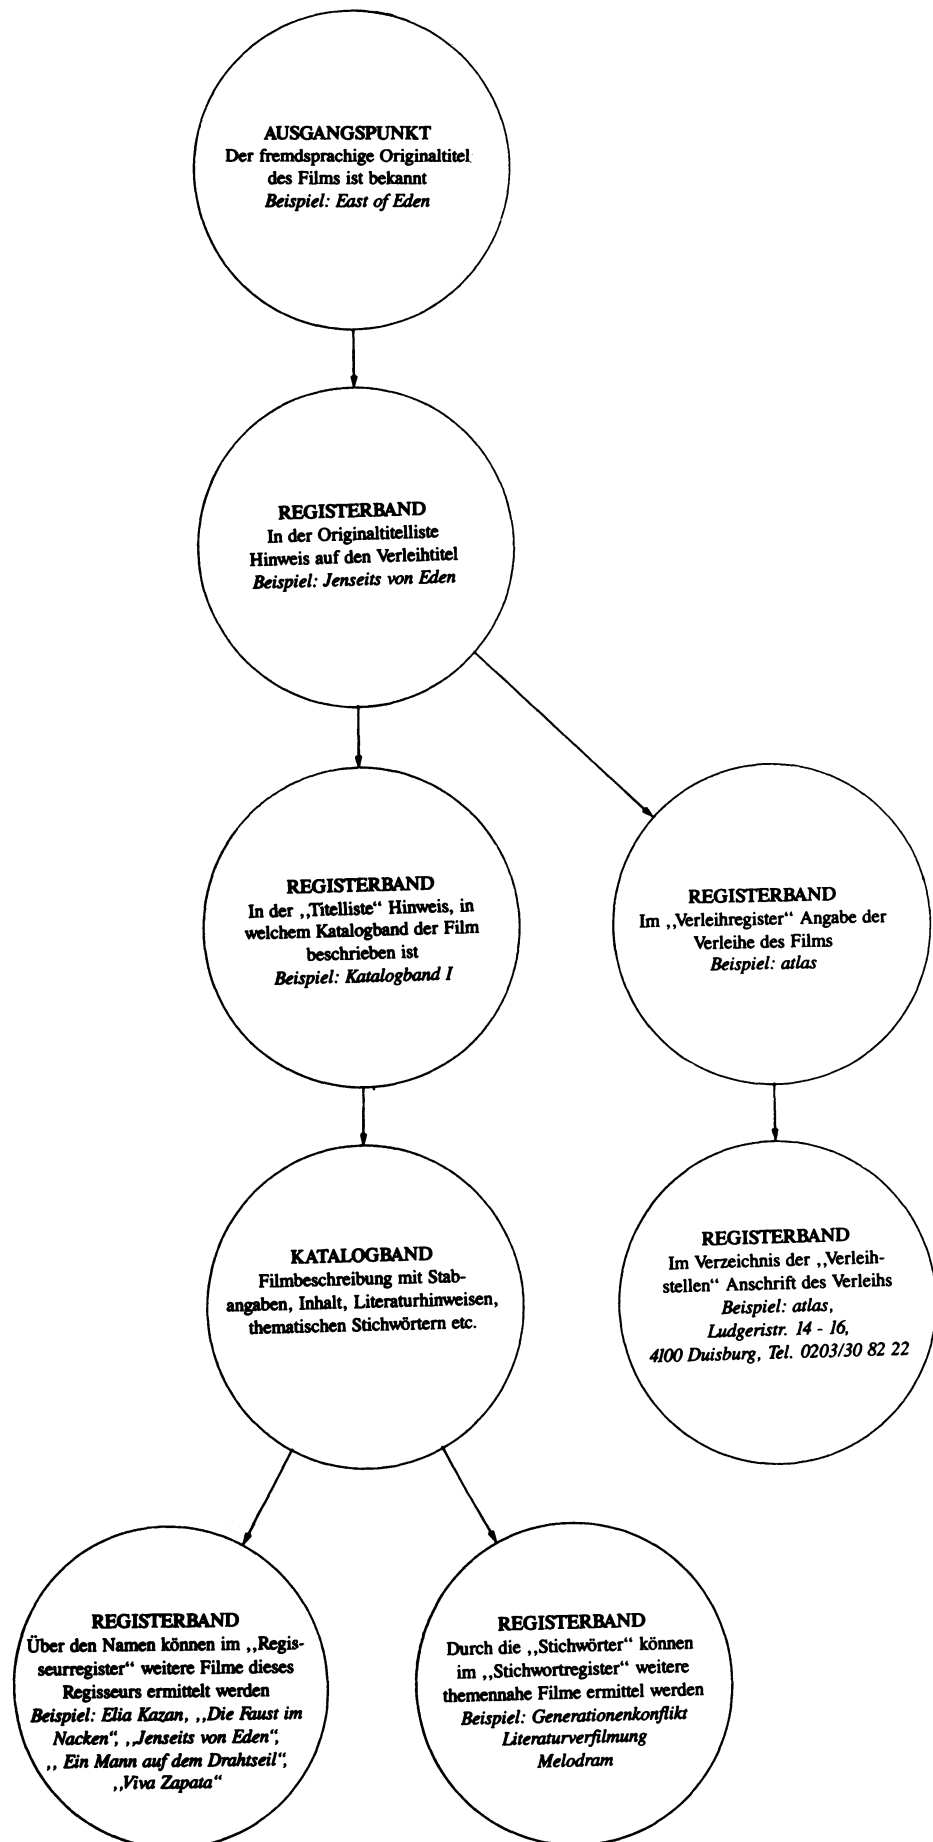 AUSGANGSPUNKT
Der fremdsprachige Originaltitel
des Films ist bekannt
Beispiel: East of Eden
REGISTERBAND
In der Originaltitelliste
Hinweis auf den Verleihtitel
Beispiel: Jenseits von Eden
REGISTERBAND
In der ,,Titelliste“ Hinweis, in
welchem Katalogband der Film
beschrieben ist
Beispiel: Katalogband I
REGISTERBAND
Im ,,Verleihregister“ Angabe der
Verleihe des Films
Beispiel: atlas
KATALOGBAND
Filmbeschreibung mit Stab-
angaben, Inhalt, Literaturhinweisen,
thematischen Stichwörtern etc.
REGISTERBAND
Im Verzeichnis der ,,Verleih-
stellen“ Anschrift des Verleihs
Beispiel: atlas,
Ludgeristr. 14 - 16,
4100 Duisburg, Tel. 0203/30 82 22
REGISTERBAND
Über den Namen können im ,,Regis-
seurregister“ weitere Filme dieses
Regisseurs ermittelt werden
Beispiel: Elia Kazan, ,,Die Faust im
Nacken“, ,,Jenseits von Eden“,
,, Ein Mann auf dem Drahtseil“,
,,Viva Zapata“
REGISTERBAND
Durch die ,,Stichwörter“ können
im ,,Stichwortregister“ weitere
themennahe Filme ermittel werden
Beispiel: Generationenkonflikt
Literaturverfilmung
Melodram